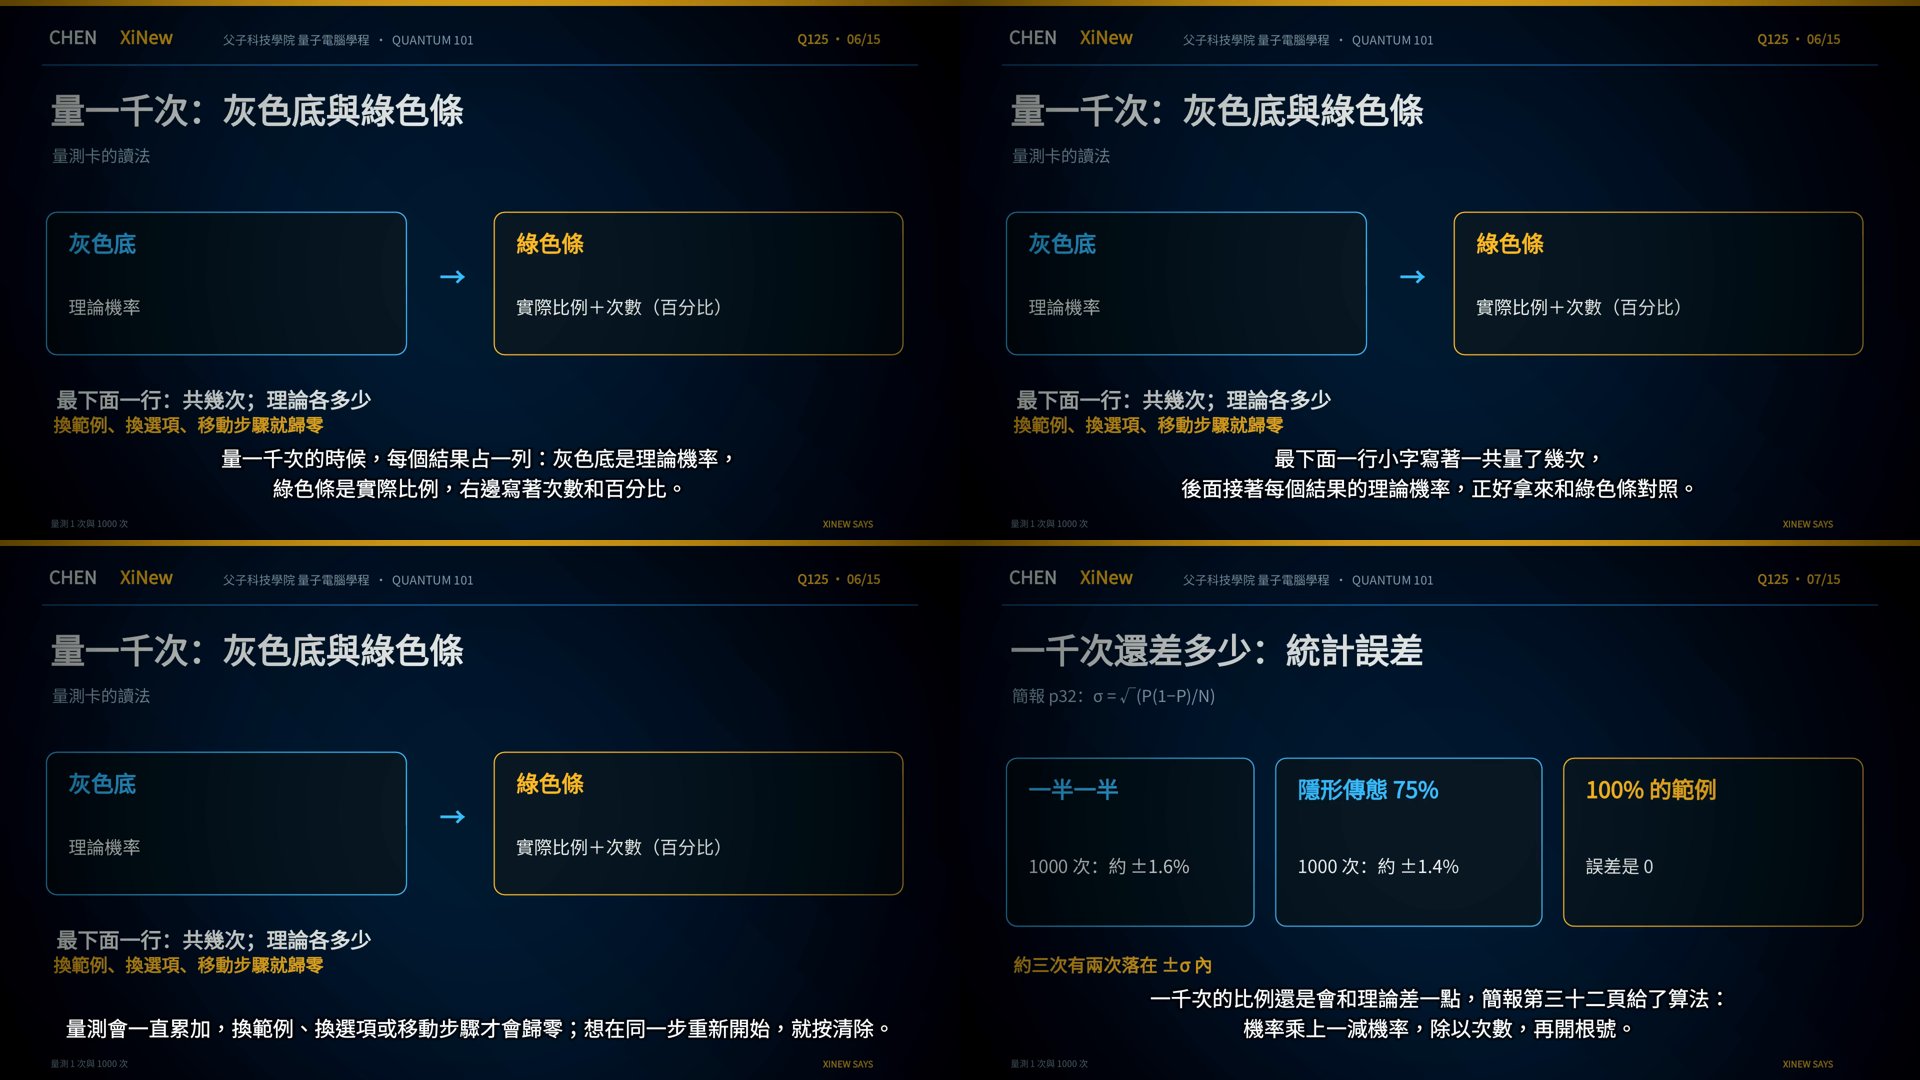 CHEN XiNew 父子科技學院 量子電腦學程 · QUANTUM 101 Q125 · 06/15
量一千次：灰色底與綠色條
量測卡的讀法
灰色底
理論機率
→
綠色條
實際比例＋次數（百分比）
最下面一行：共幾次；理論各多少
換範例、換選項、移動步驟就歸零
量一千次的時候，每個結果占一列：灰色底是理論機率，
綠色條是實際比例，右邊寫著次數和百分比。
量測 1 次與 1000 次 XINEW SAYS
CHEN XiNew 父子科技學院 量子電腦學程 · QUANTUM 101 Q125 · 06/15
量一千次：灰色底與綠色條
量測卡的讀法
灰色底
理論機率
→
綠色條
實際比例＋次數（百分比）
最下面一行：共幾次；理論各多少
換範例、換選項、移動步驟就歸零
最下面一行小字寫著一共量了幾次，
後面接著每個結果的理論機率，正好拿來和綠色條對照。
量測 1 次與 1000 次 XINEW SAYS
CHEN XiNew 父子科技學院 量子電腦學程 · QUANTUM 101 Q125 · 06/15
量一千次：灰色底與綠色條
量測卡的讀法
灰色底
理論機率
→
綠色條
實際比例＋次數（百分比）
最下面一行：共幾次；理論各多少
換範例、換選項、移動步驟就歸零
量測會一直累加，換範例、換選項或移動步驟才會歸零；想在同一步重新開始，就按清除。
量測 1 次與 1000 次 XINEW SAYS
CHEN XiNew 父子科技學院 量子電腦學程 · QUANTUM 101 Q125 · 07/15
一千次還差多少：統計誤差
簡報 p32：σ = √(P(1−P)/N)
一半一半
1000 次：約 ±1.6%
隱形傳態 75%
1000 次：約 ±1.4%
100% 的範例
誤差是 0
約三次有兩次落在 ±σ 內
一千次的比例還是會和理論差一點，簡報第三十二頁給了算法：
機率乘上一減機率，除以次數，再開根號。
量測 1 次與 1000 次 XINEW SAYS